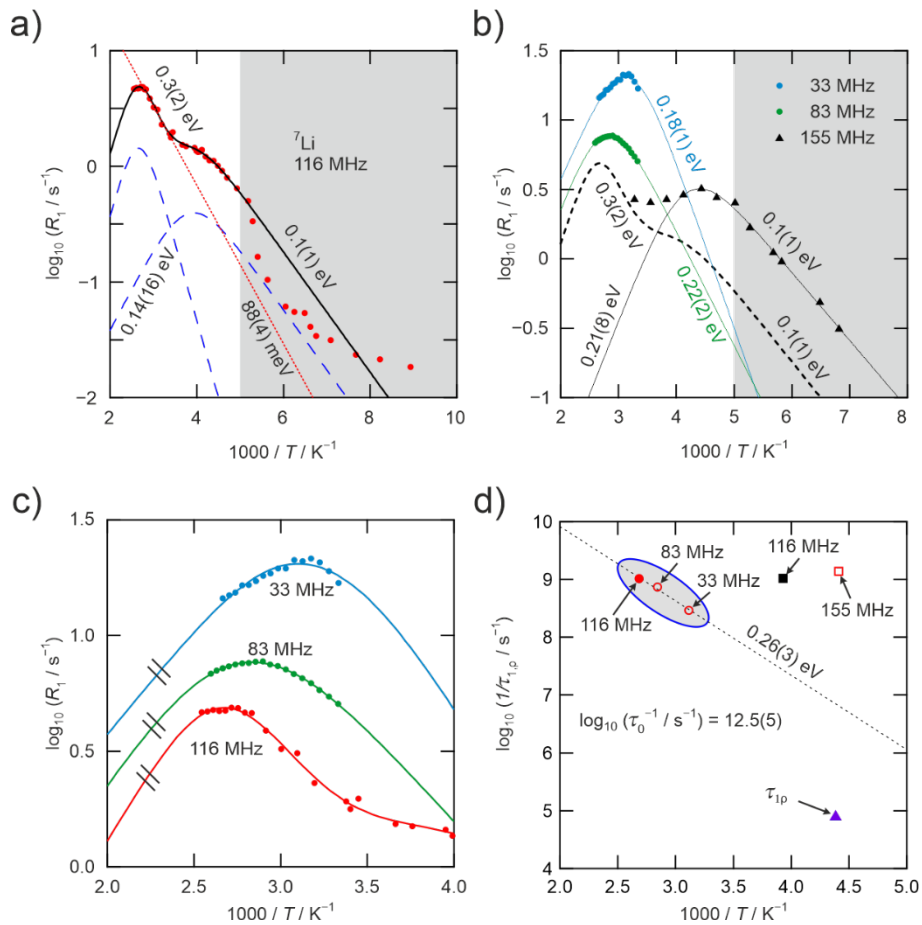 a)
1
0
−1
−2
2
4
6
8
10
log₁₀ (R₁ / s⁻¹)
1000 / T / K⁻¹
0.3(2) eV
⁷Li
116 MHz
0.1(1) eV
0.14(16) eV
88(4) meV
b)
1.5
1.0
0.5
0
−0.5
−1
2
3
4
5
6
7
8
log₁₀ (R₁ / s⁻¹)
1000 / T / K⁻¹
33 MHz
83 MHz
155 MHz
0.18(1) eV
0.3(2) eV
0.1(1) eV
0.21(8) eV
0.22(2) eV
0.1(1) eV
c)
1.5
1.0
0.5
0.0
2.0
2.5
3.0
3.5
4.0
log₁₀ (R₁ / s⁻¹)
1000 / T / K⁻¹
33 MHz
83 MHz
116 MHz
d)
10
9
8
7
6
5
4
2.0
2.5
3.0
3.5
4.0
4.5
5.0
log₁₀ (1/τ₁,ρ / s⁻¹)
1000 / T / K⁻¹
83 MHz
33 MHz
116 MHz
116 MHz
155 MHz
0.26(3) eV
log₁₀ (τ₀⁻¹ / s⁻¹) = 12.5(5)
τ₁ρ